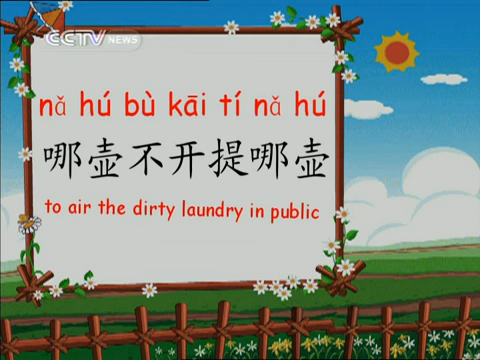 CCTV NEWS
nǎ hú bù kāi tí nǎ hú
哪壶不开提哪壶
to air the dirty laundry in public